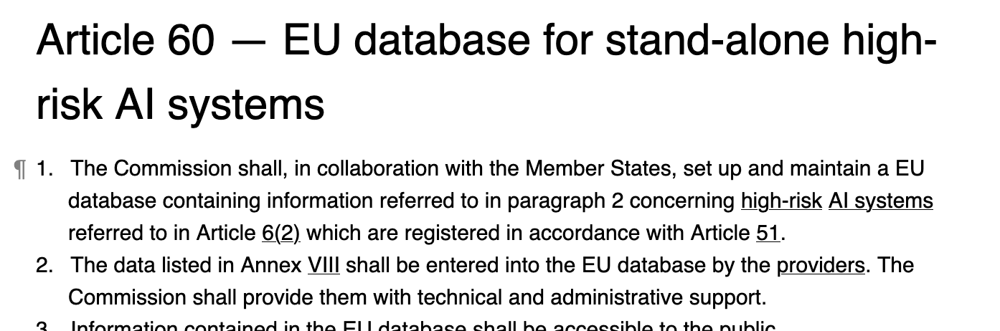 Article 60 — EU database for stand-alone high-
risk AI systems
¶ 1. The Commission shall, in collaboration with the Member States, set up and maintain a EU
database containing information referred to in paragraph 2 concerning high-risk AI systems
referred to in Article 6(2) which are registered in accordance with Article 51.
2. The data listed in Annex VIII shall be entered into the EU database by the providers. The
Commission shall provide them with technical and administrative support.
3. Information contained in the EU database shall be accessible to the public.